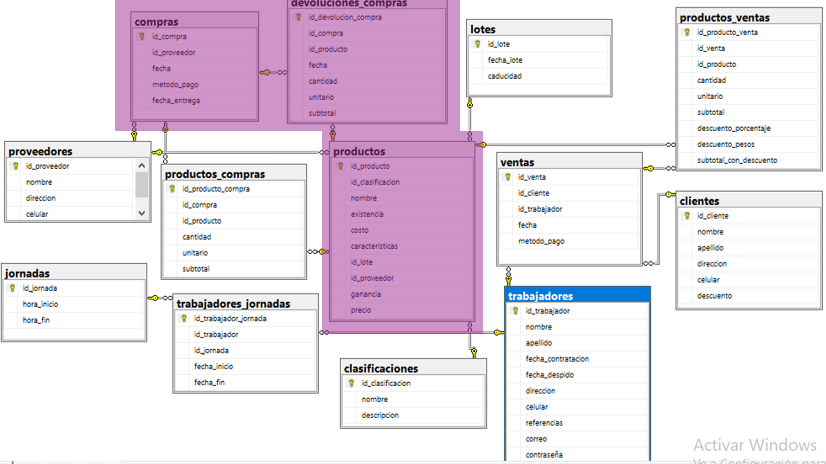 compras
id_compra
id_proveedor
fecha
metodo_pago
fecha_entrega
devoluciones_compras
id_devolucion_compra
id_compra
id_producto
fecha
cantidad
unitario
subtotal
lotes
id_lote
fecha_lote
caducidad
productos_ventas
id_producto_venta
id_venta
id_producto
cantidad
unitario
subtotal
descuento_porcentaje
descuento_pesos
subtotal_con_descuento
proveedores
id_proveedor
nombre
direccion
celular
productos_compras
id_producto_compra
id_compra
id_producto
cantidad
unitario
subtotal
productos
id_producto
id_clasificacion
nombre
existencia
costo
caracteristicas
id_lote
id_proveedor
ganancia
precio
ventas
id_venta
id_cliente
id_trabajador
fecha
metodo_pago
clientes
id_cliente
nombre
apellido
direccion
celular
descuento
jornadas
id_jornada
hora_inicio
hora_fin
trabajadores_jornadas
id_trabajador_jornada
id_trabajador
id_jornada
fecha_inicio
fecha_fin
clasificaciones
id_clasificacion
nombre
descripcion
trabajadores
id_trabajador
nombre
apellido
fecha_contratacion
fecha_despido
direccion
celular
referencias
correo
contraseña
Activar Windows
Ve a Configuración para